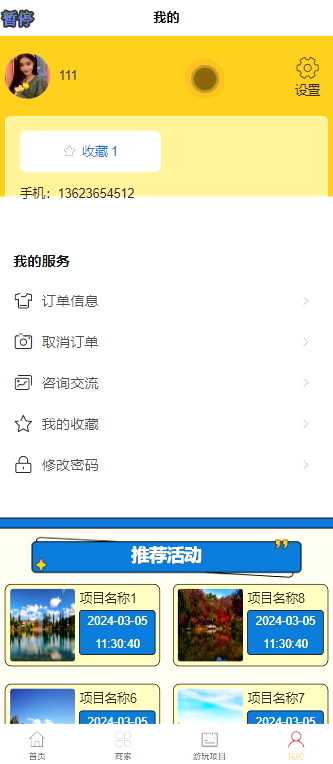 暂停
我的
111
设置
收藏 1
手机：13623654512
我的服务
订单信息
取消订单
咨询交流
我的收藏
修改密码
推荐活动
项目名称1
2024-03-05
11:30:40
项目名称8
2024-03-05
11:30:40
项目名称6
2024-03-05
项目名称7
2024-03-05
首页
商家
游玩项目
我的